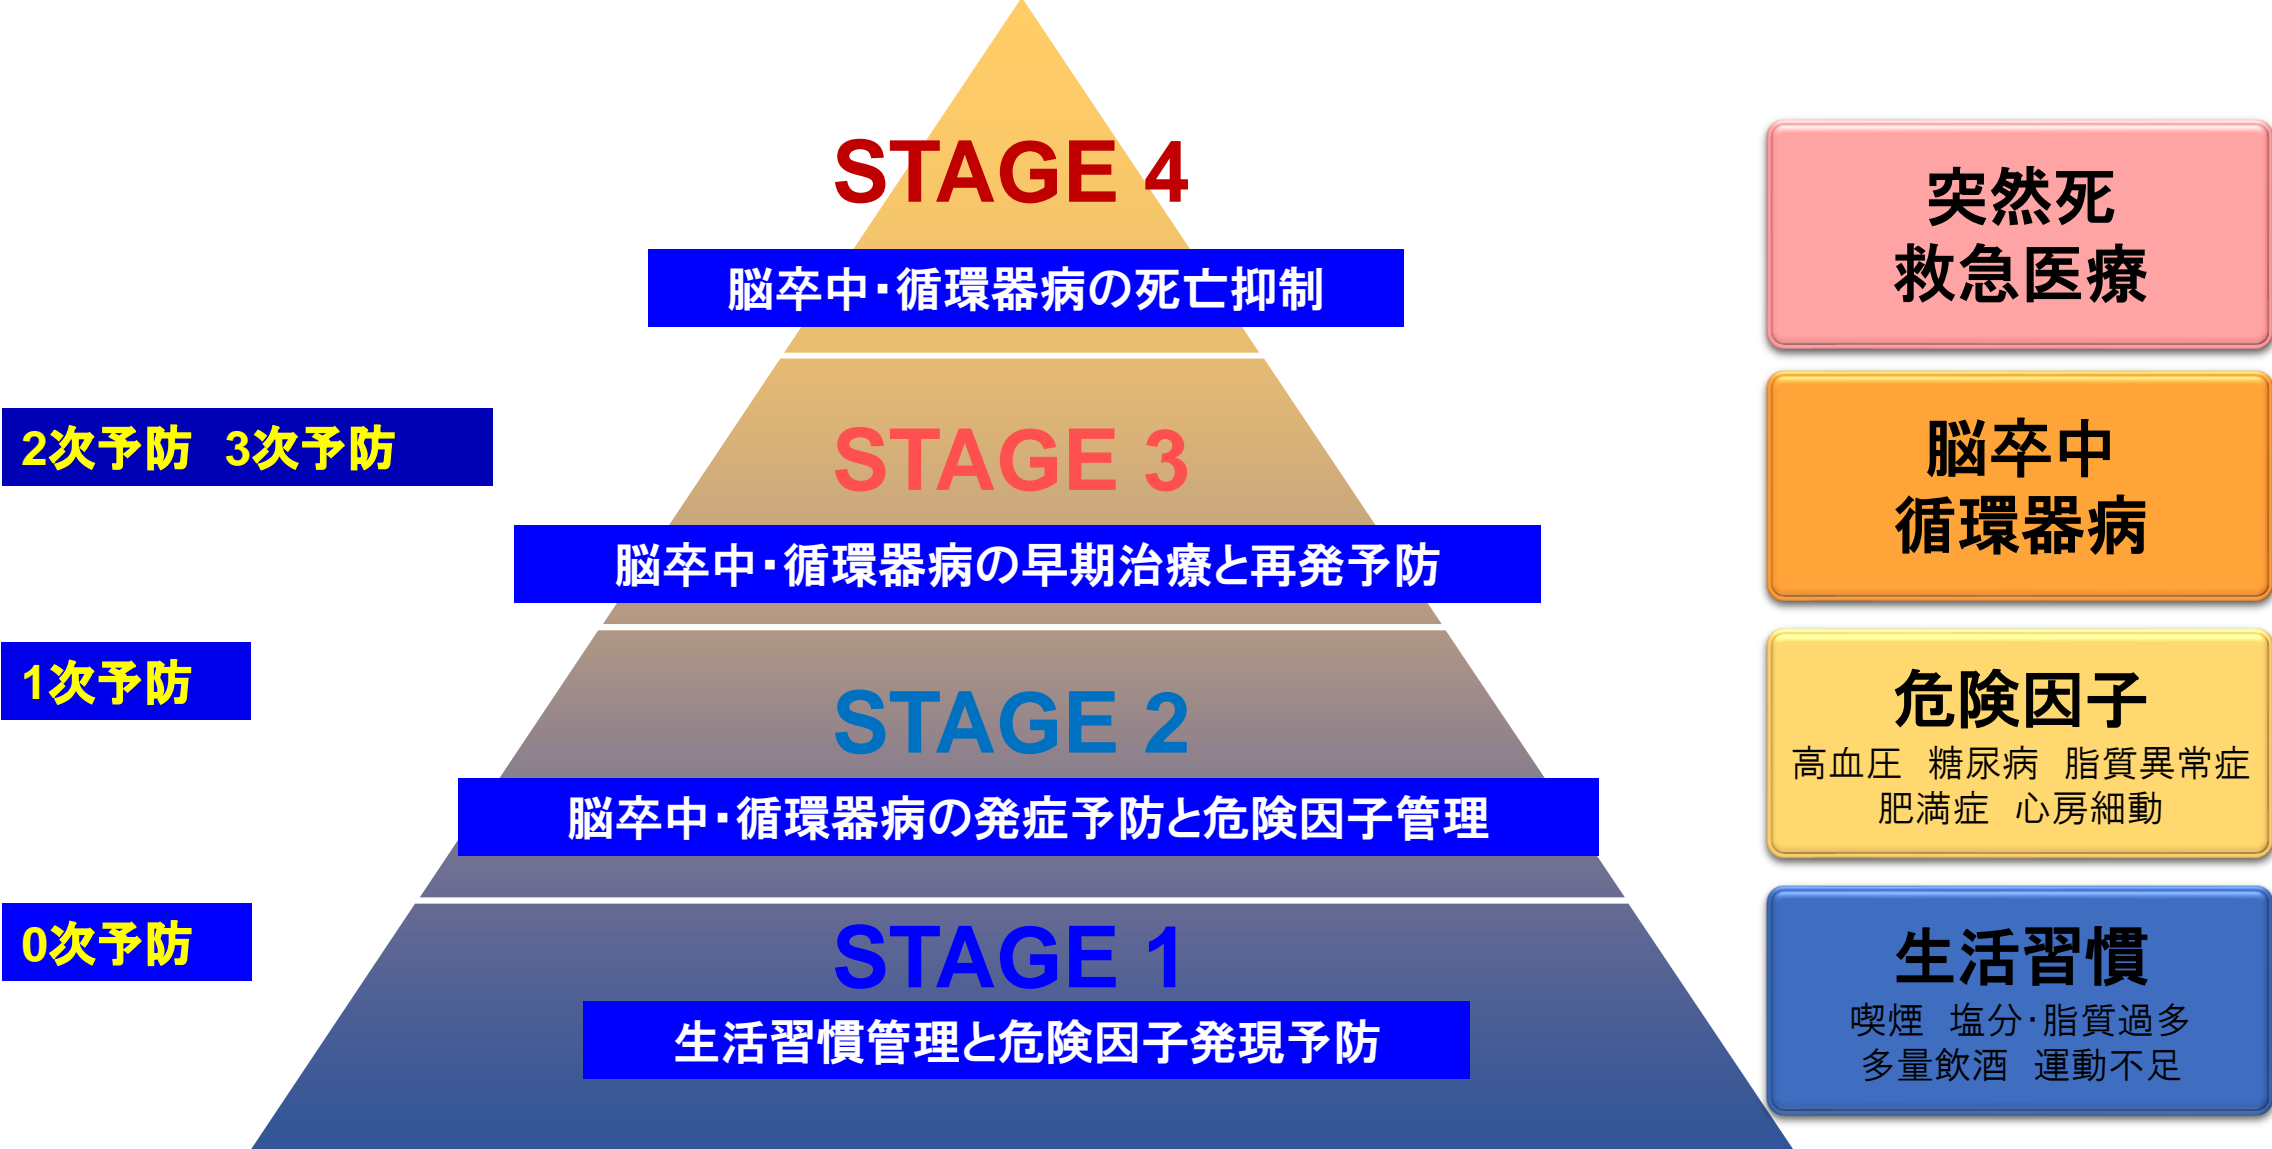 STAGE 4
脳卒中・循環器病の死亡抑制
突然死
救急医療
2次予防　3次予防
STAGE 3
脳卒中・循環器病の早期治療と再発予防
脳卒中
循環器病
1次予防
STAGE 2
脳卒中・循環器病の発症予防と危険因子管理
危険因子
高血圧　糖尿病　脂質異常症
肥満症　心房細動
0次予防
STAGE 1
生活習慣管理と危険因子発現予防
生活習慣
喫煙　塩分・脂質過多
多量飲酒　運動不足